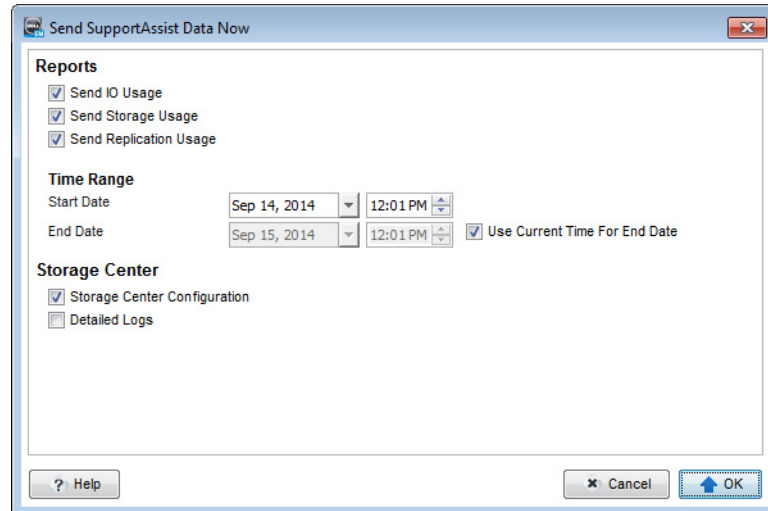 Send SupportAssist Data Now
Reports
Send IO Usage
Send Storage Usage
Send Replication Usage
Time Range
Start Date Sep 14, 2014 12:01 PM
End Date Sep 15, 2014 12:01 PM Use Current Time For End Date
Storage Center
Storage Center Configuration
Detailed Logs
? Help Cancel OK